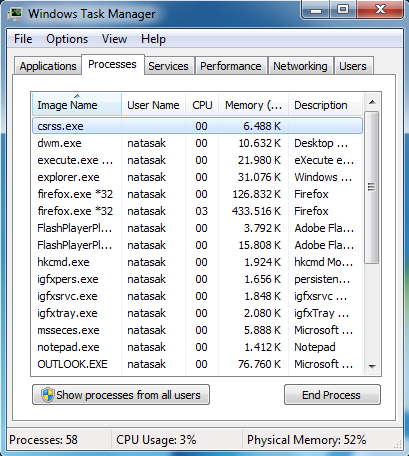 Windows Task Manager
File Options View Help
Applications Processes Services Performance Networking Users
Image Name User Name CPU Memory (... Description
csrss.exe 00 6.488 K
dwm.exe natasak 00 10.632 K Desktop ...
execute.exe ... natasak 00 21.980 K eXecute e...
explorer.exe natasak 00 31.076 K Windows ...
firefox.exe *32 natasak 00 126.832 K Firefox
firefox.exe *32 natasak 03 433.516 K Firefox
FlashPlayerPl... natasak 00 3.792 K Adobe Fla...
FlashPlayerPl... natasak 00 15.808 K Adobe Fla...
hkcmd.exe natasak 00 1.924 K hkcmd Mo...
igfxpers.exe natasak 00 1.656 K persisten...
igfxsrvc.exe natasak 00 1.848 K igfxsrvc ...
igfxtray.exe natasak 00 2.080 K igfxTray ...
msseces.exe natasak 00 5.888 K Microsoft ...
notepad.exe natasak 00 1.412 K Notepad
OUTLOOK.EXE natasak 00 76.760 K Microsoft ...
Show processes from all users End Process
Processes: 58 CPU Usage: 3% Physical Memory: 52%